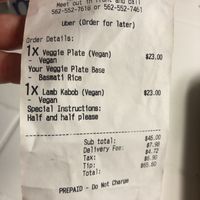 Meet out in front and call
562-552-7610 or 562-552-7461
Uber (Order for later)
Order Details:
1X Veggie Plate (Vegan) $23.00
- Vegan
Your Veggie Plate Base
- Basmati Rice
1X Lamb Kabob (Vegan) $23.00
- Vegan
Special Instructions:
Half and half please
Sub total: $46.00
Delivery Fee: $7.98
Tax: $4.72
Tip: $6.90
Total: $65.60
PREPAID - Do Not Charge